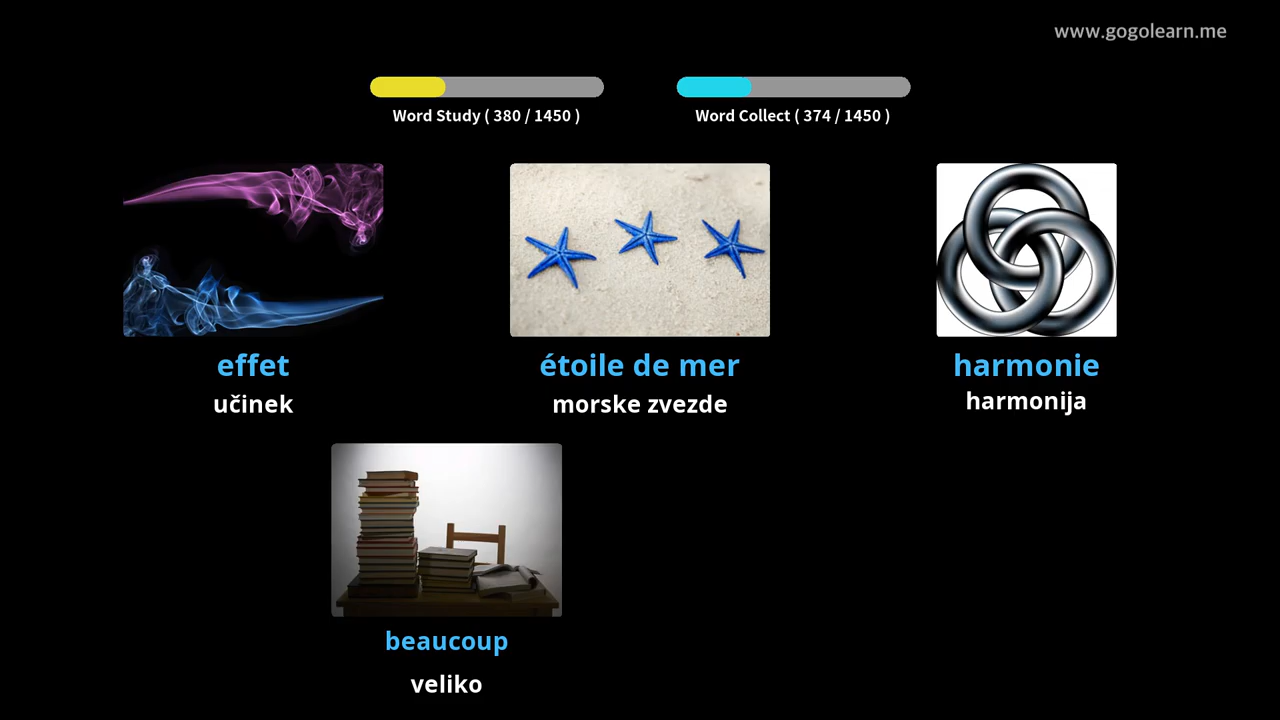 www.gogolearn.me
Word Study ( 380 / 1450 )
Word Collect ( 374 / 1450 )
effet
étoile de mer
harmonie
učinek
morske zvezde
harmonija
beaucoup
veliko